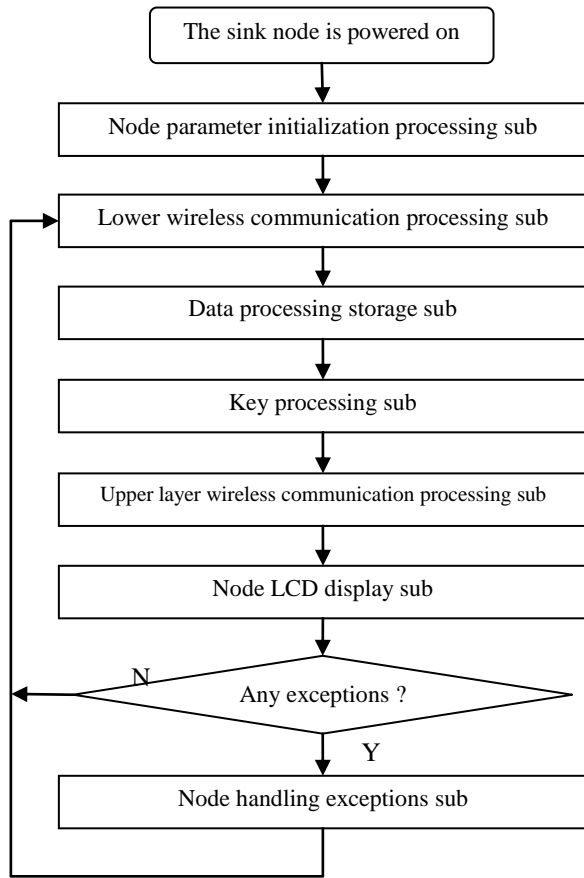 The sink node is powered on
Node parameter initialization processing sub
Lower wireless communication processing sub
Data processing storage sub
Key processing sub
Upper layer wireless communication processing sub
Node LCD display sub
N
Any exceptions ?
Y
Node handling exceptions sub